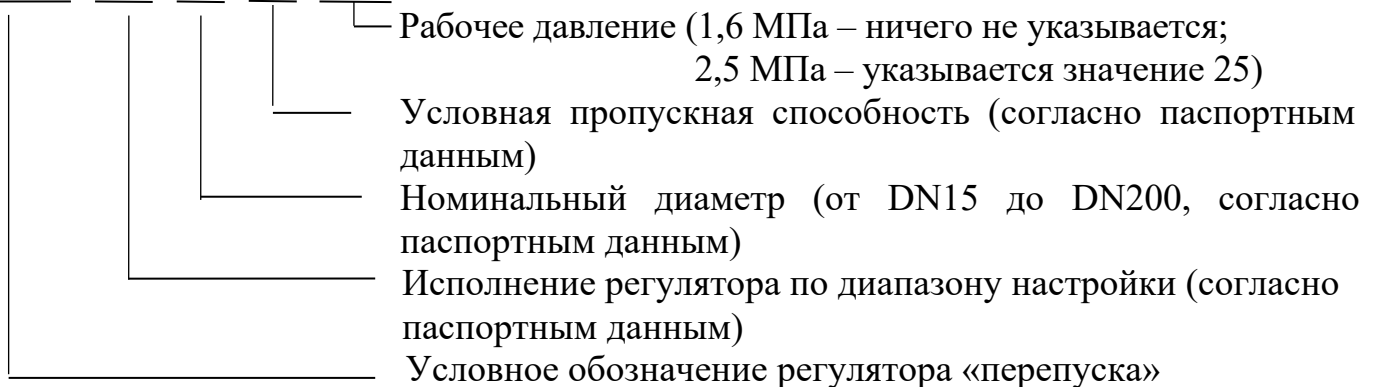 Рабочее давление (1,6 МПа – ничего не указывается;
2,5 МПа – указывается значение 25)
Условная пропускная способность (согласно паспортным
данным)
Номинальный диаметр (от DN15 до DN200, согласно
паспортным данным)
Исполнение регулятора по диапазону настройки (согласно
паспортным данным)
Условное обозначение регулятора «перепуска»